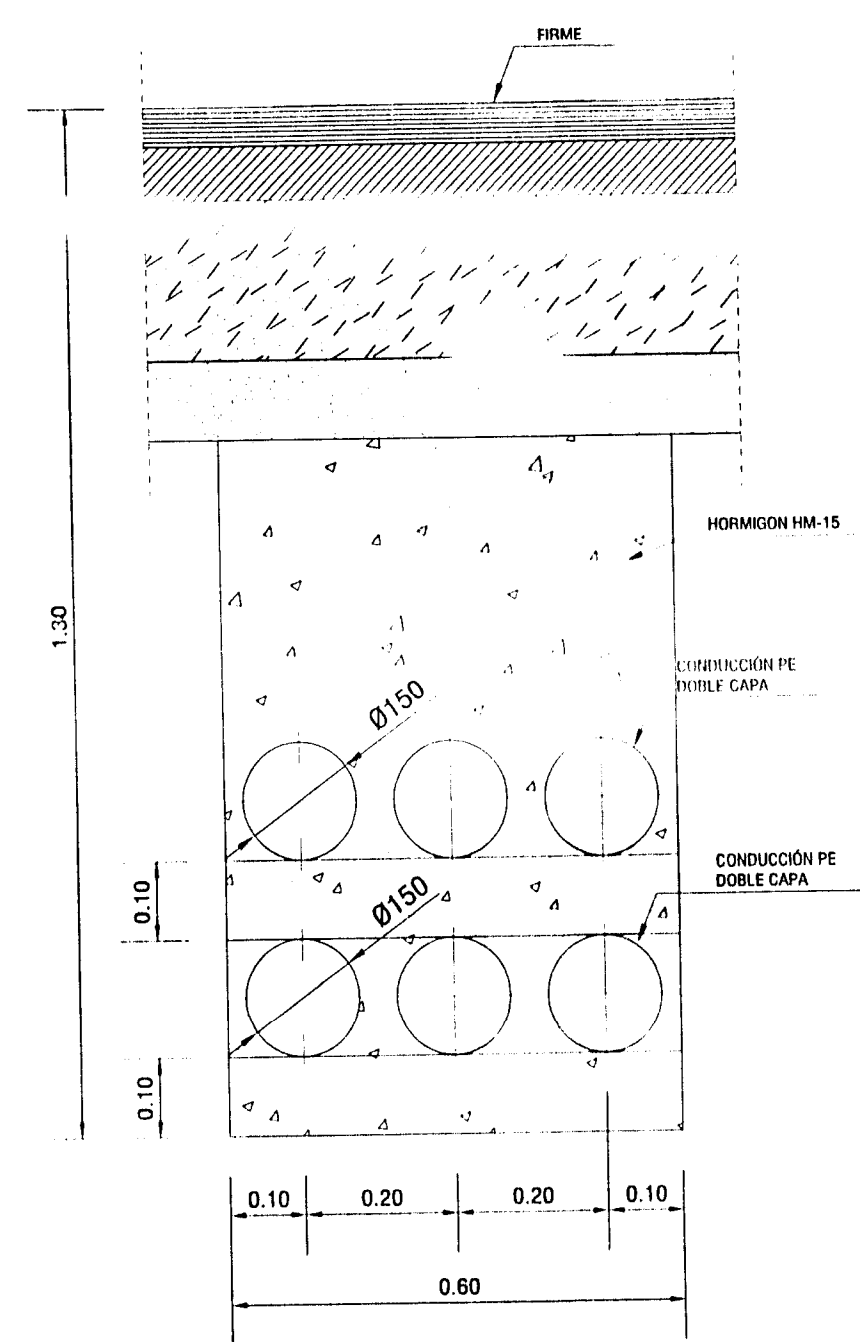 FIRME
HORMIGON HM-15
1.30
CONDUCCIÓN PE
DOBLE CAPA
Ø150
CONDUCCIÓN PE
DOBLE CAPA
0.10
Ø150
0.10
0.10
0.20
0.20
0.10
0.60